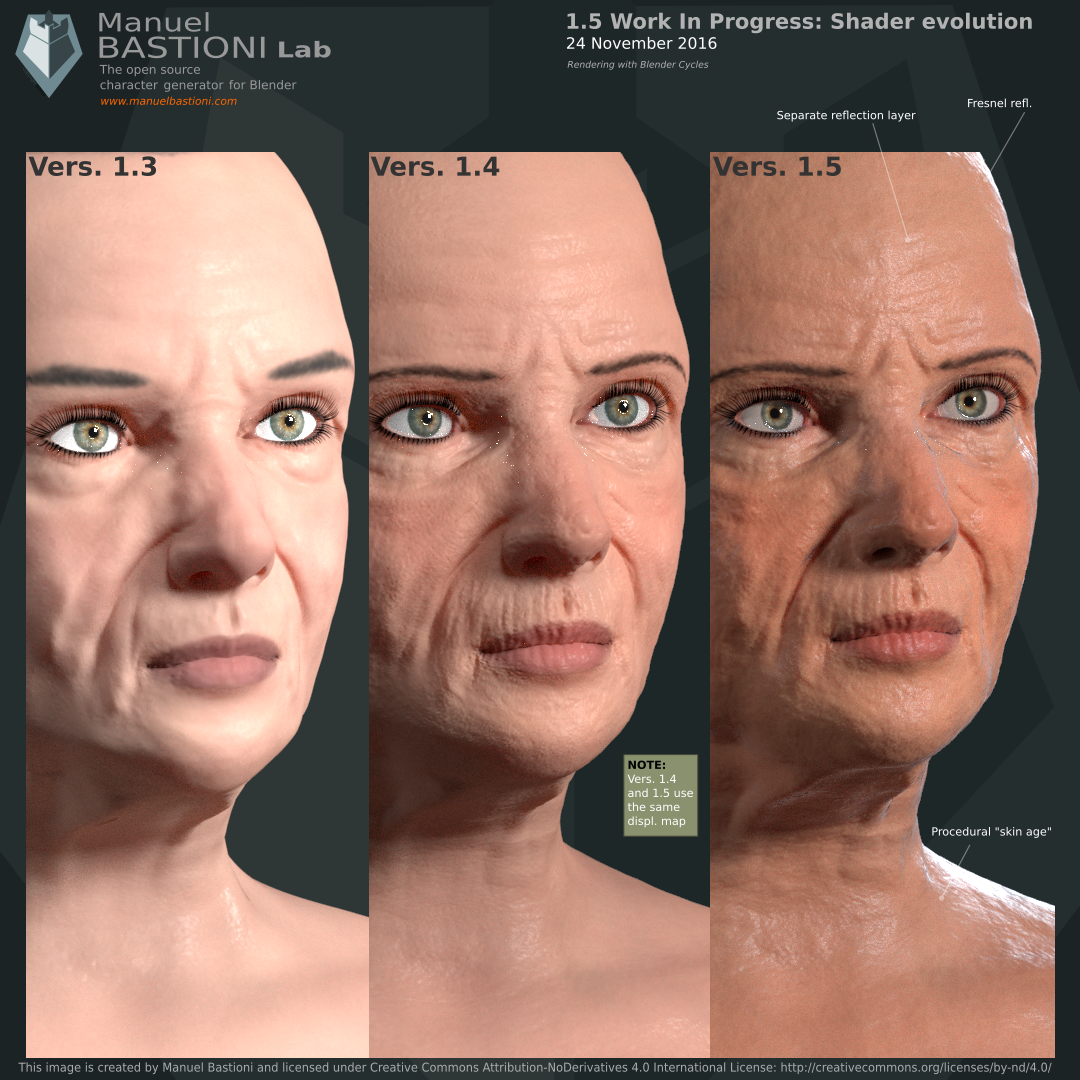 Manuel
BASTIONI Lab
The open source
character generator for Blender
www.manuelbastioni.com
1.5 Work In Progress: Shader evolution
24 November 2016
Rendering with Blender Cycles
Fresnel refl.
Separate reflection layer
Vers. 1.3
Vers. 1.4
Vers. 1.5
NOTE:
Vers. 1.4
and 1.5 use
the same
displ. map
Procedural "skin age"
This image is created by Manuel Bastioni and licensed under Creative Commons Attribution-NoDerivatives 4.0 International License: http://creativecommons.org/licenses/by-nd/4.0/